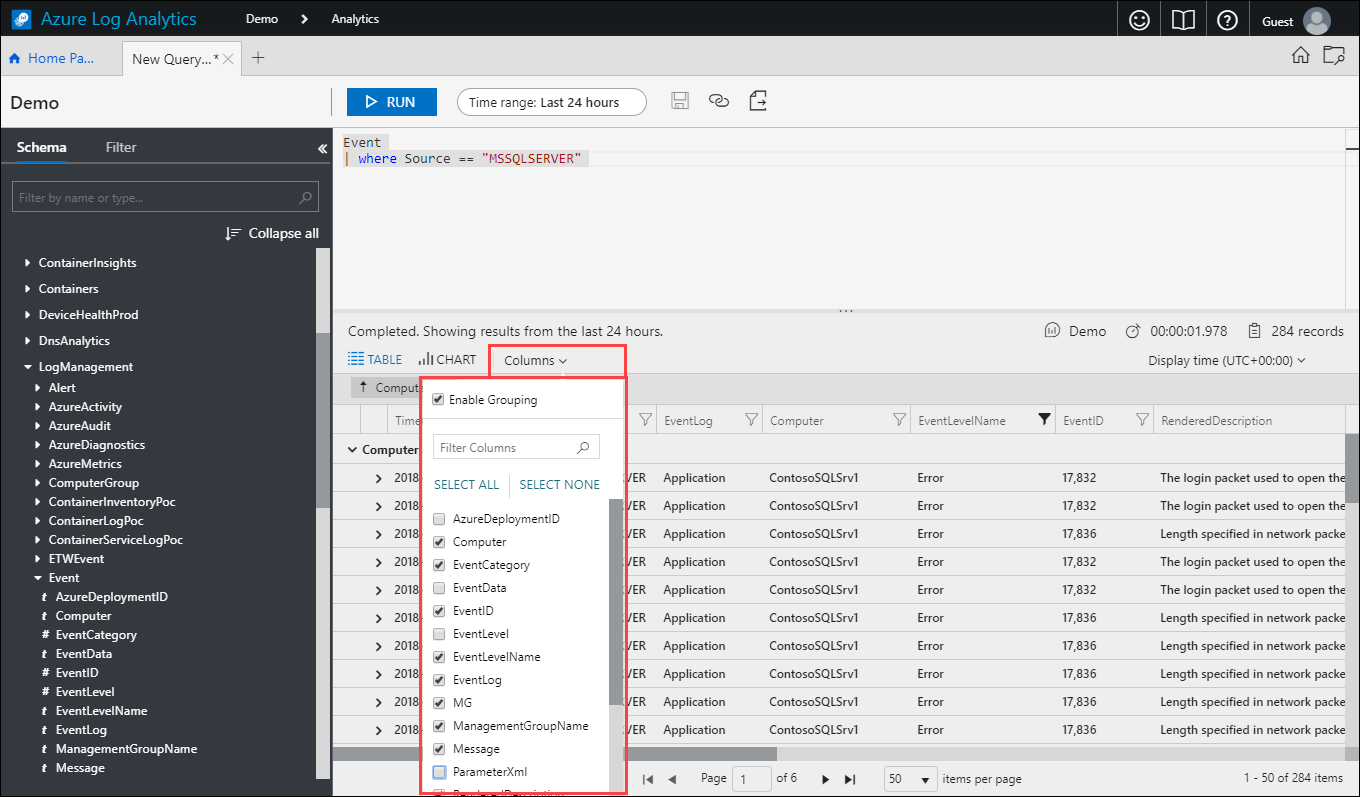 Azure Log Analytics Demo Analytics Guest
Home Pa... New Query... *
Demo RUN Time range: Last 24 hours
Schema Filter
Filter by name or type...
Collapse all
ContainerInsights
Containers
DeviceHealthProd
DnsAnalytics
LogManagement
Alert
AzureActivity
AzureAudit
AzureDiagnostics
AzureMetrics
ComputerGroup
ContainerInventoryPoc
ContainerLogPoc
ContainerServiceLogPoc
ETWEvent
Event
t AzureDeploymentID
t Computer
# EventCategory
t EventData
# EventID
# EventLevel
t EventLevelName
t EventLog
t ManagementGroupName
t Message
Event
| where Source == "MSSQLSERVER"
Completed. Showing results from the last 24 hours. Demo 00:00:01.978 284 records
TABLE CHART Columns Display time (UTC+00:00)
Comput
Enable Grouping
Filter Columns
SELECT ALL SELECT NONE
AzureDeploymentID
Computer
EventCategory
EventData
EventID
EventLevel
EventLevelName
EventLog
MG
ManagementGroupName
Message
ParameterXml
RenderedDescription
Time EventLog Computer EventLevelName EventID RenderedDescription
Computer
2018 VER Application ContosoSQLSrv1 Error 17,832 The login packet used to open the
2018 VER Application ContosoSQLSrv1 Error 17,832 The login packet used to open the
2018 VER Application ContosoSQLSrv1 Error 17,836 Length specified in network packe
2018 VER Application ContosoSQLSrv1 Error 17,832 The login packet used to open the
2018 VER Application ContosoSQLSrv1 Error 17,832 The login packet used to open the
2018 VER Application ContosoSQLSrv1 Error 17,836 Length specified in network packe
2018 VER Application ContosoSQLSrv1 Error 17,836 Length specified in network packe
2018 VER Application ContosoSQLSrv1 Error 17,836 Length specified in network packe
2018 VER Application ContosoSQLSrv1 Error 17,836 Length specified in network packe
2018 VER Application ContosoSQLSrv1 Error 17,836 Length specified in network packe
Page 1 of 6 50 items per page 1 - 50 of 284 items